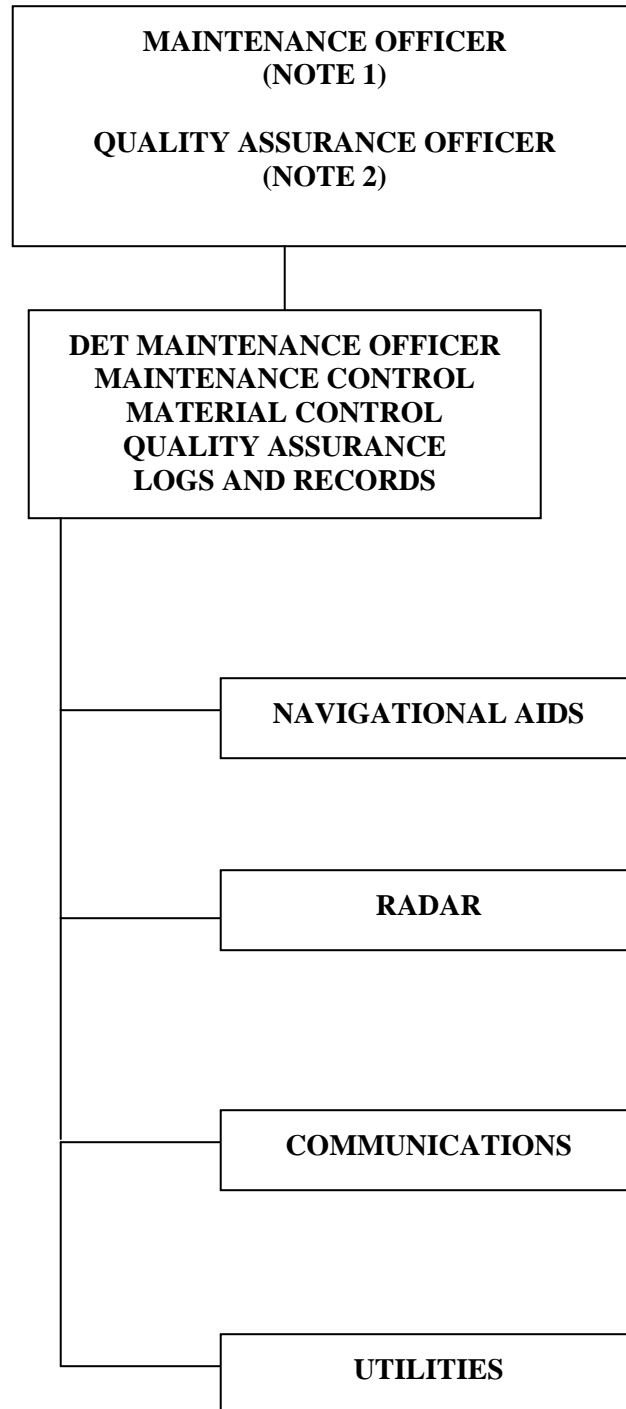 MAINTENANCE OFFICER
(NOTE 1)
QUALITY ASSURANCE OFFICER
(NOTE 2)
DET MAINTENANCE OFFICER
MAINTENANCE CONTROL
MATERIAL CONTROL
QUALITY ASSURANCE
LOGS AND RECORDS
NAVIGATIONAL AIDS
RADAR
COMMUNICATIONS
UTILITIES